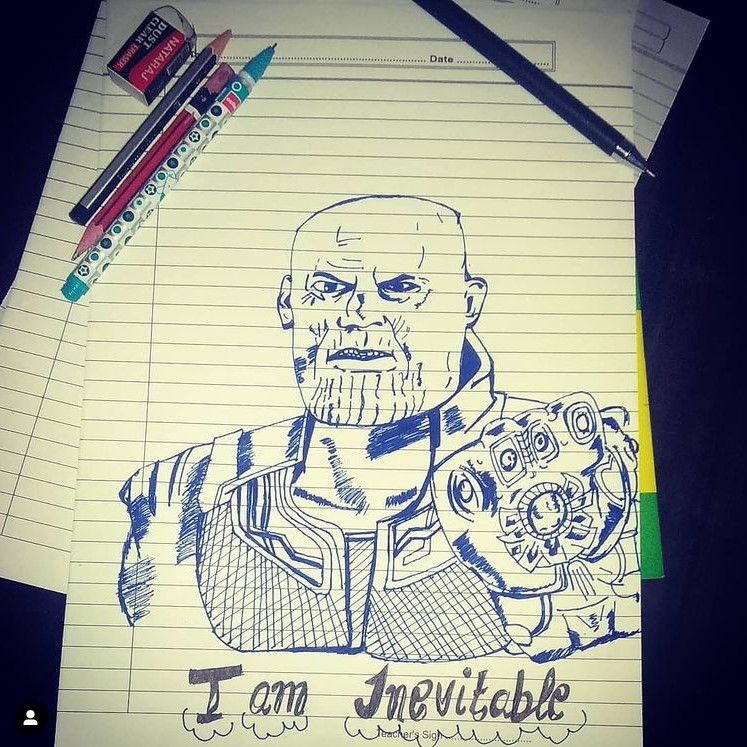 NATARAJ
DUST
CLEAR ERASER
Date
I am Inevitable
Teacher's Sign